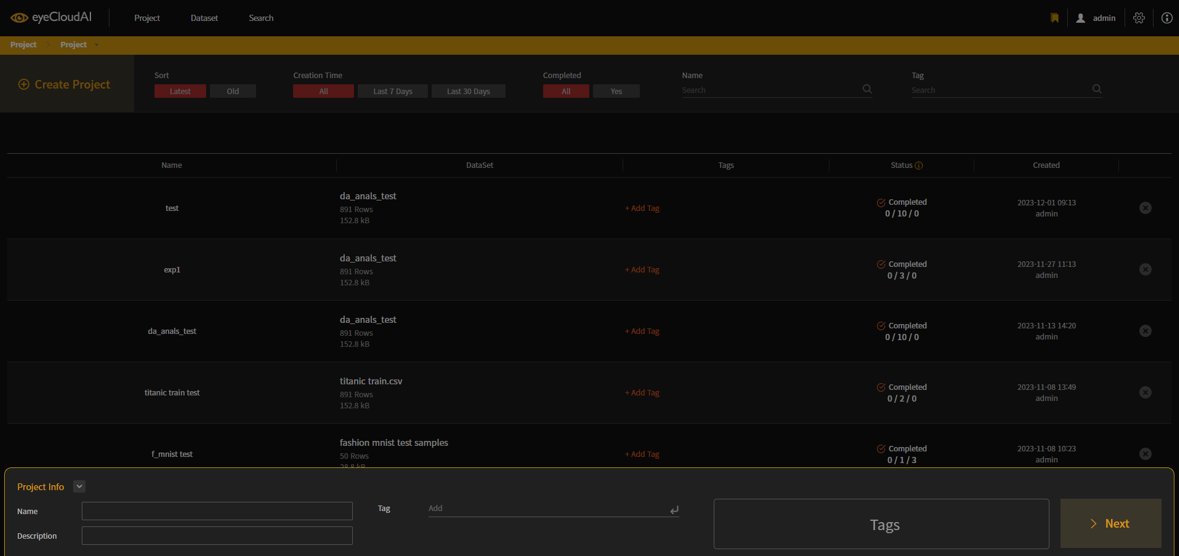 eyeCloudAI Project Dataset Search admin
Project Project
Create Project
Sort Creation Time Completed Name Tag
Latest Old All Last 7 Days Last 30 Days All Yes Search Search
Name DataSet Tags Status Created
test
da_anals_test
891 Rows
152.8 kB
+ Add Tag
Completed
0 / 10 / 0
2023-12-01 09:13
admin
exp1
da_anals_test
891 Rows
152.8 kB
+ Add Tag
Completed
0 / 3 / 0
2023-11-27 11:13
admin
da_anals_test
da_anals_test
891 Rows
152.8 kB
+ Add Tag
Completed
0 / 10 / 0
2023-11-13 14:20
admin
titanic train test
titanic train.csv
891 Rows
152.8 kB
+ Add Tag
Completed
0 / 2 / 0
2023-11-08 13:49
admin
f_mnist test
fashion mnist test samples
50 Rows
28.8 kB
+ Add Tag
Completed
0 / 1 / 3
2023-11-08 10:23
admin
Project Info
Name
Description
Tag Add
Tags
Next